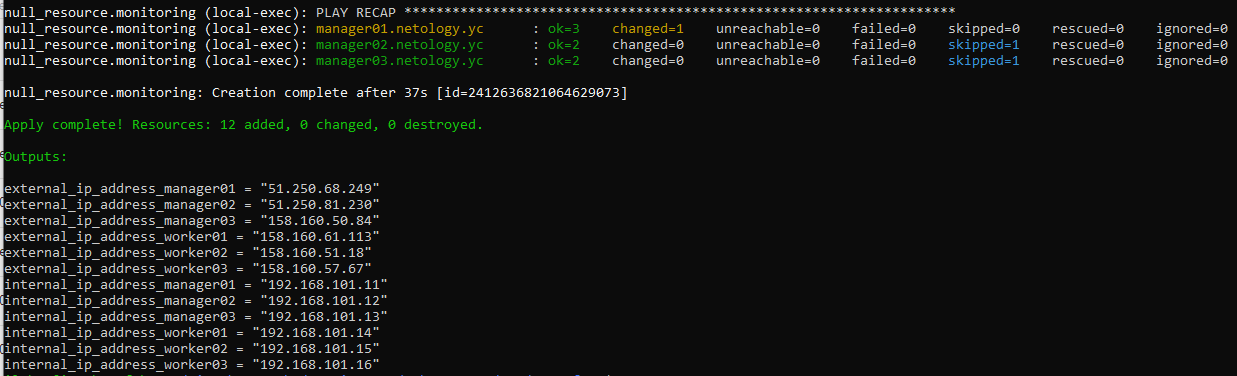 null_resource.monitoring (local-exec): PLAY RECAP *********************************************************************
null_resource.monitoring (local-exec): manager01.netology.yc      : ok=3    changed=1    unreachable=0    failed=0    skipped=0    rescued=0    ignored=0
null_resource.monitoring (local-exec): manager02.netology.yc      : ok=2    changed=0    unreachable=0    failed=0    skipped=1    rescued=0    ignored=0
null_resource.monitoring (local-exec): manager03.netology.yc      : ok=2    changed=0    unreachable=0    failed=0    skipped=1    rescued=0    ignored=0
null_resource.monitoring: Creation complete after 37s [id=2412636821064629073]
Apply complete! Resources: 12 added, 0 changed, 0 destroyed.
Outputs:
external_ip_address_manager01 = "51.250.68.249"
external_ip_address_manager02 = "51.250.81.230"
external_ip_address_manager03 = "158.160.50.84"
external_ip_address_worker01 = "158.160.61.113"
external_ip_address_worker02 = "158.160.51.18"
external_ip_address_worker03 = "158.160.57.67"
internal_ip_address_manager01 = "192.168.101.11"
internal_ip_address_manager02 = "192.168.101.12"
internal_ip_address_manager03 = "192.168.101.13"
internal_ip_address_worker01 = "192.168.101.14"
internal_ip_address_worker02 = "192.168.101.15"
internal_ip_address_worker03 = "192.168.101.16"